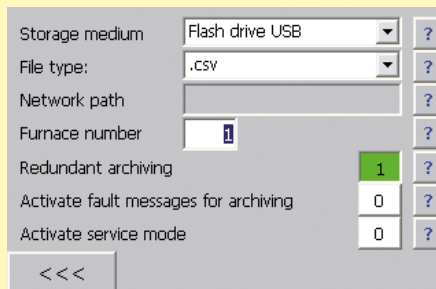 Storage medium Flash drive USB ?
File type: .csv ?
Network path ?
Furnace number 1 ?
Redundant archiving 1 ?
Activate fault messages for archiving 0 ?
Activate service mode 0 ?
<<<